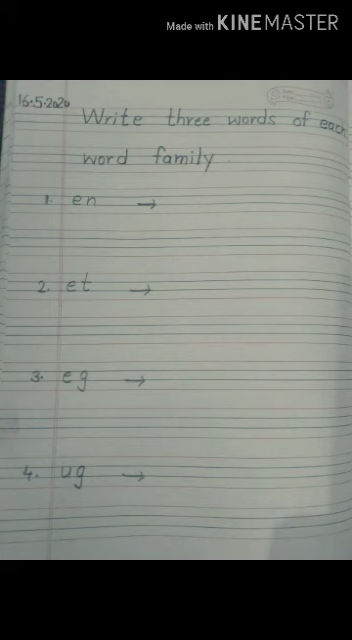 Made with KINEMASTER
16.5.2020
Write three words of each
word family
1. en →
2. et →
3. eg →
4. ug →